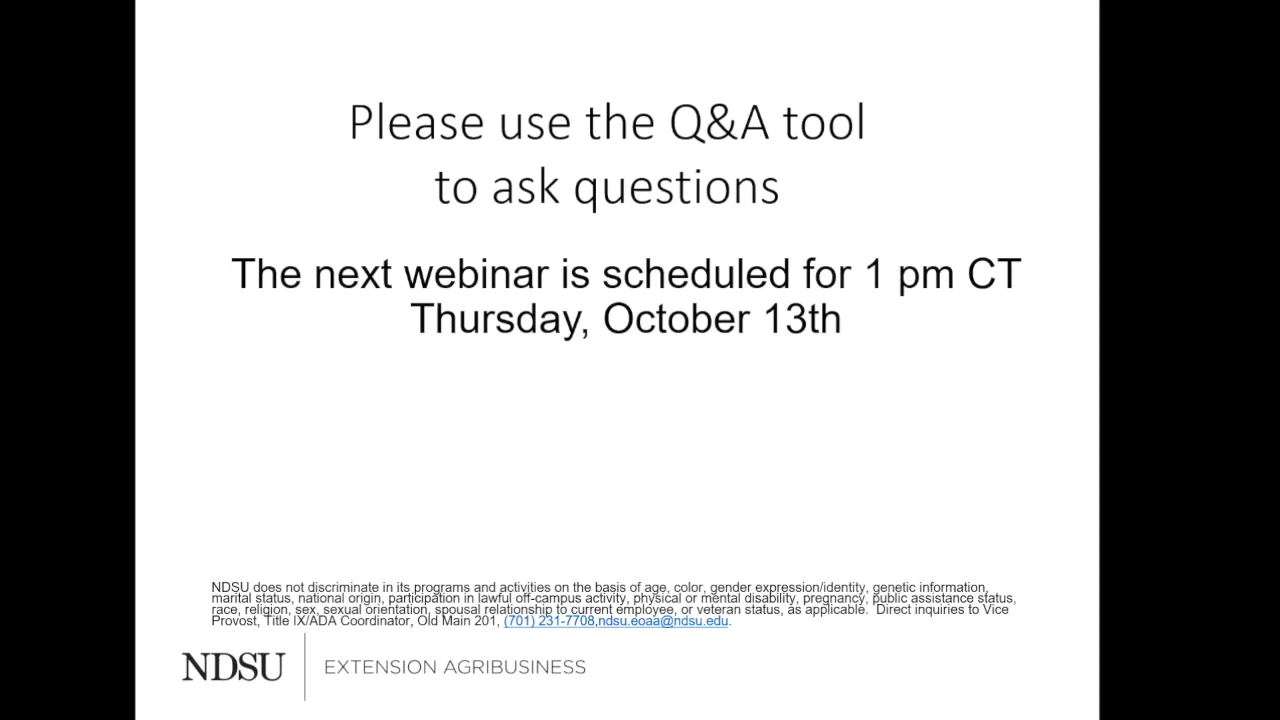 Please use the Q&A tool
to ask questions
The next webinar is scheduled for 1 pm CT
Thursday, October 13th
NDSU does not discriminate in its programs and activities on the basis of age, color, gender expression/identity, genetic information,
marital status, national origin, participation in lawful off-campus activity, physical or mental disability, pregnancy, public assistance status,
race, religion, sex, sexual orientation, spousal relationship to current employee, or veteran status, as applicable.  Direct inquiries to Vice
Provost, Title IX/ADA Coordinator, Old Main 201, (701) 231-7708,ndsu.eoaa@ndsu.edu.
NDSU EXTENSION AGRIBUSINESS